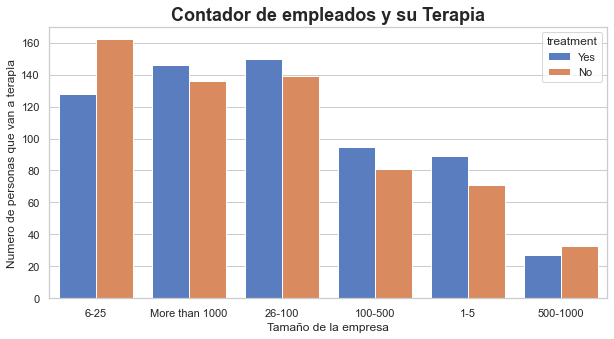 Contador de empleados y su Terapia
treatment
Yes
No
Numero de personas que van a terapia
160
140
120
100
80
60
40
20
0
6-25
More than 1000
26-100
100-500
1-5
500-1000
Tamaño de la empresa